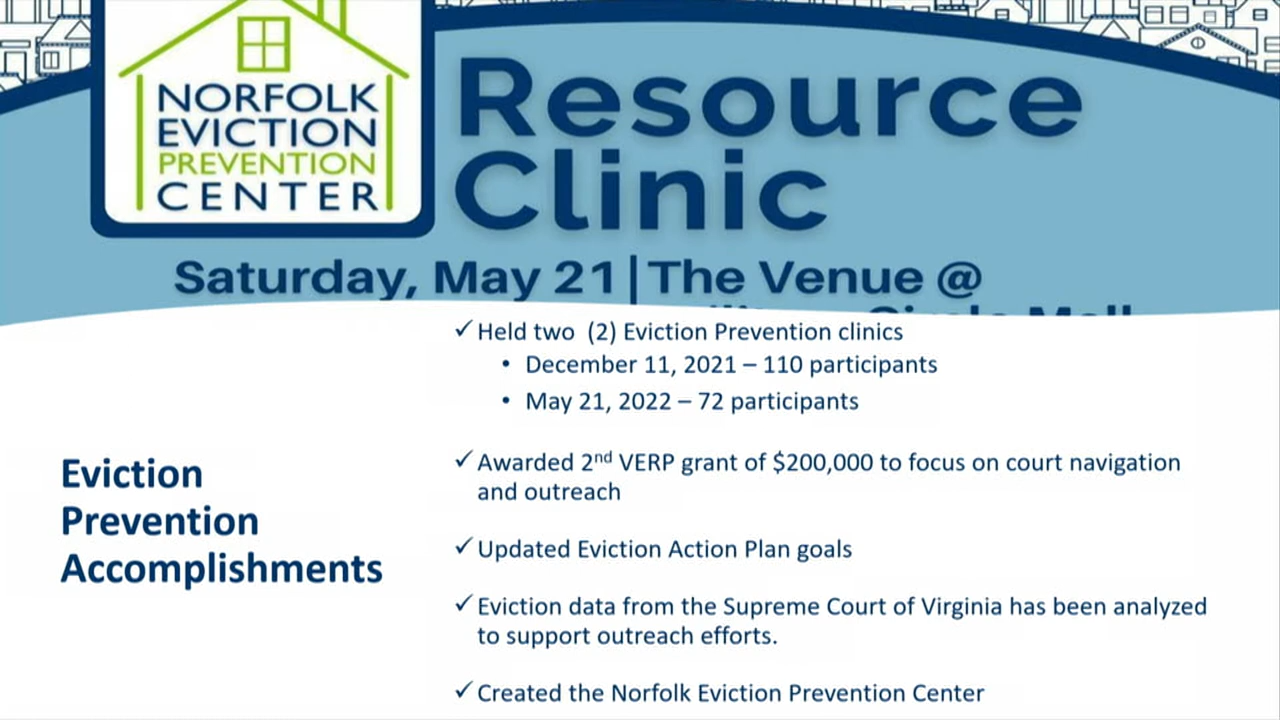 NORFOLK
EVICTION
PREVENTION
CENTER
Resource
Clinic
Saturday, May 21 | The Venue @
Circle Mall
✓ Held two (2) Eviction Prevention clinics
• December 11, 2021 – 110 participants
• May 21, 2022 – 72 participants
✓ Awarded 2nd VERP grant of $200,000 to focus on court navigation
and outreach
✓ Updated Eviction Action Plan goals
✓ Eviction data from the Supreme Court of Virginia has been analyzed
to support outreach efforts.
✓ Created the Norfolk Eviction Prevention Center
Eviction
Prevention
Accomplishments